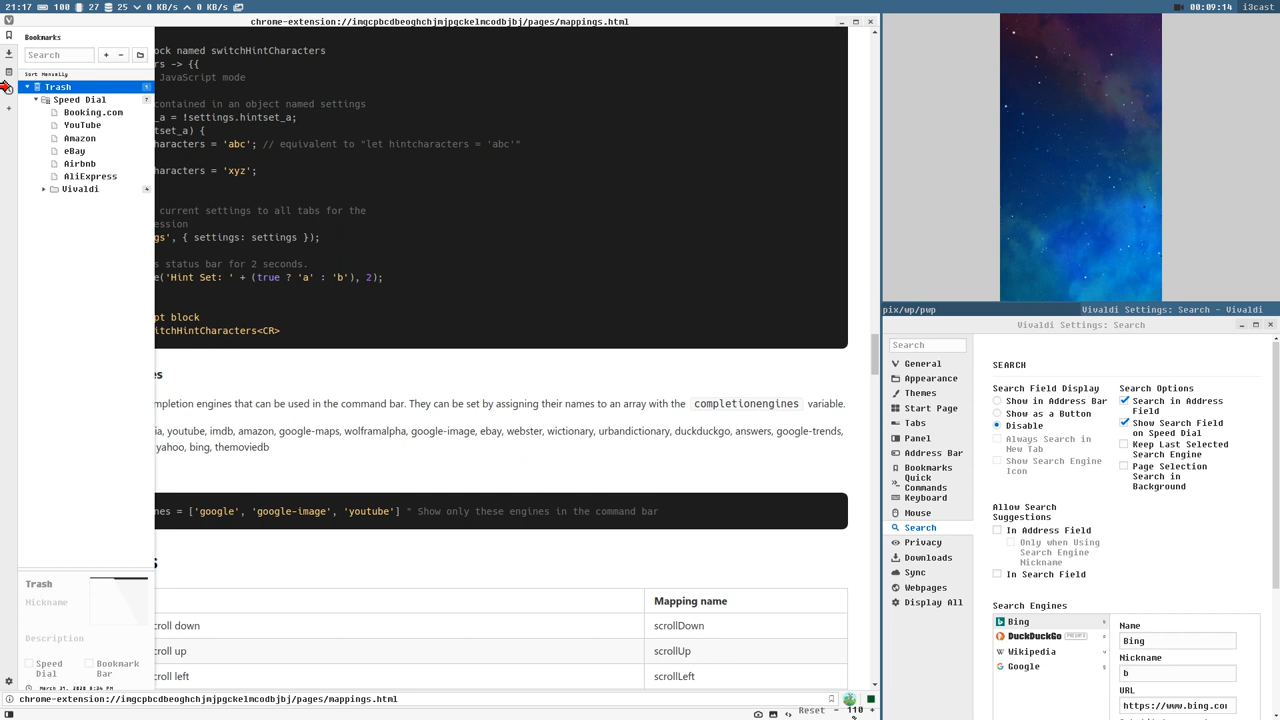 21:17 100 27 25 ∨ 0 KB/s ∧ 0 KB/s
00:09:14 i3cast
chrome-extension://imgcpbcdbeoghchjmjpgckelmcodbjbj/pages/mappings.html
Bookmarks
Search
Sort Manually
Trash 1
Speed Dial 7
Booking.com
YouTube
Amazon
eBay
Airbnb
AliExpress
Vivaldi 4
Trash
Nickname
Description
Speed Dial
Bookmark Bar
ock named switchHintCharacters
rs -> {{
JavaScript mode
contained in an object named settings
_a = !settings.hintset_a;
tset_a) {
haracters = 'abc'; // equivalent to "let hintcharacters = 'abc'"
haracters = 'xyz';
current settings to all tabs for the
ession
gs', { settings: settings });
s status bar for 2 seconds.
e('Hint Set: ' + (true ? 'a' : 'b'), 2);
pt block
itchHintCharacters<CR>
es
mpletion engines that can be used in the command bar. They can be set by assigning their names to an array with the completionengines variable.
ia, youtube, imdb, amazon, google-maps, wolframalpha, google-image, ebay, webster, wictionary, urbandictionary, duckduckgo, answers, google-trends,
yahoo, bing, themoviedb
nes = ['google', 'google-image', 'youtube'] " Show only these engines in the command bar
s
Mapping name
croll down scrollDown
croll up scrollUp
croll left scrollLeft
chrome-extension://imgcpbcdbeoghchjmjpgckelmcodbjbj/pages/mappings.html
Reset - 110 +
pix/wp/pwp
Vivaldi Settings: Search - Vivaldi
Vivaldi Settings: Search
Search
General
Appearance
Themes
Start Page
Tabs
Panel
Address Bar
Bookmarks
Quick Commands
Keyboard
Mouse
Search
Privacy
Downloads
Sync
Webpages
Display All
SEARCH
Search Field Display
Show in Address Bar
Show as a Button
Disable
Always Search in
New Tab
Show Search Engine
Icon
Search Options
Search in Address
Field
Show Search Field
on Speed Dial
Keep Last Selected
Search Engine
Page Selection
Search in
Background
Allow Search
Suggestions
In Address Field
Only when Using
Search Engine
Nickname
In Search Field
Search Engines
Bing b
DuckDuckGo
Wikipedia
Google
Name
Bing
Nickname
b
URL
https://www.bing.co